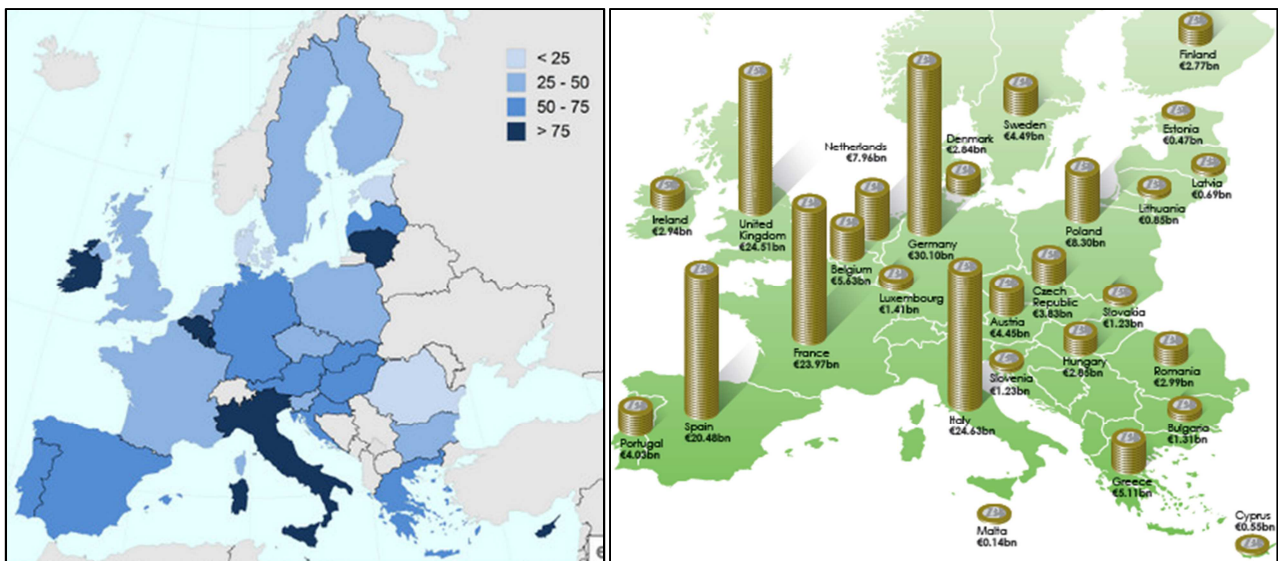 < 25
25 - 50
50 - 75
> 75
Finland
€2.77bn
Sweden
€4.49bn
Estonia
€0.47bn
Netherlands
€7.96bn
Denmark
€2.84bn
Latvia
€0.69bn
Lithuania
€0.85bn
Ireland
€2.94bn
United
Kingdom
€24.51bn
Germany
€30.10bn
Poland
€8.30bn
Belgium
€5.63bn
Luxembourg
€1.41bn
Czech
Republic
€3.83bn
Slovakia
€1.23bn
Austria
€4.45bn
France
€23.97bn
Hungary
€2.86bn
Romania
€2.99bn
Slovenia
€1.23bn
Portugal
€4.03bn
Spain
€20.48bn
Italy
€24.63bn
Bulgaria
€1.31bn
Greece
€5.11bn
Malta
€0.14bn
Cyprus
€0.55bn